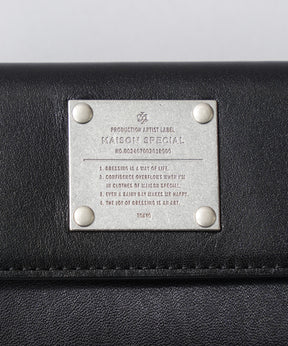 PRODUCTION ARTIST LABEL
MAISON SPECIAL
1. DRESSING IS A WAY OF LIFE.
2. CONFIDENCE OVERFLOWS WHEN I'M
IN CLOTHES OF MAISON SPECIAL.
3. EVEN A RAINY DAY MAKES ME HAPPY.
4. THE JOY OF DRESSING IS AN ART.
TOKYO